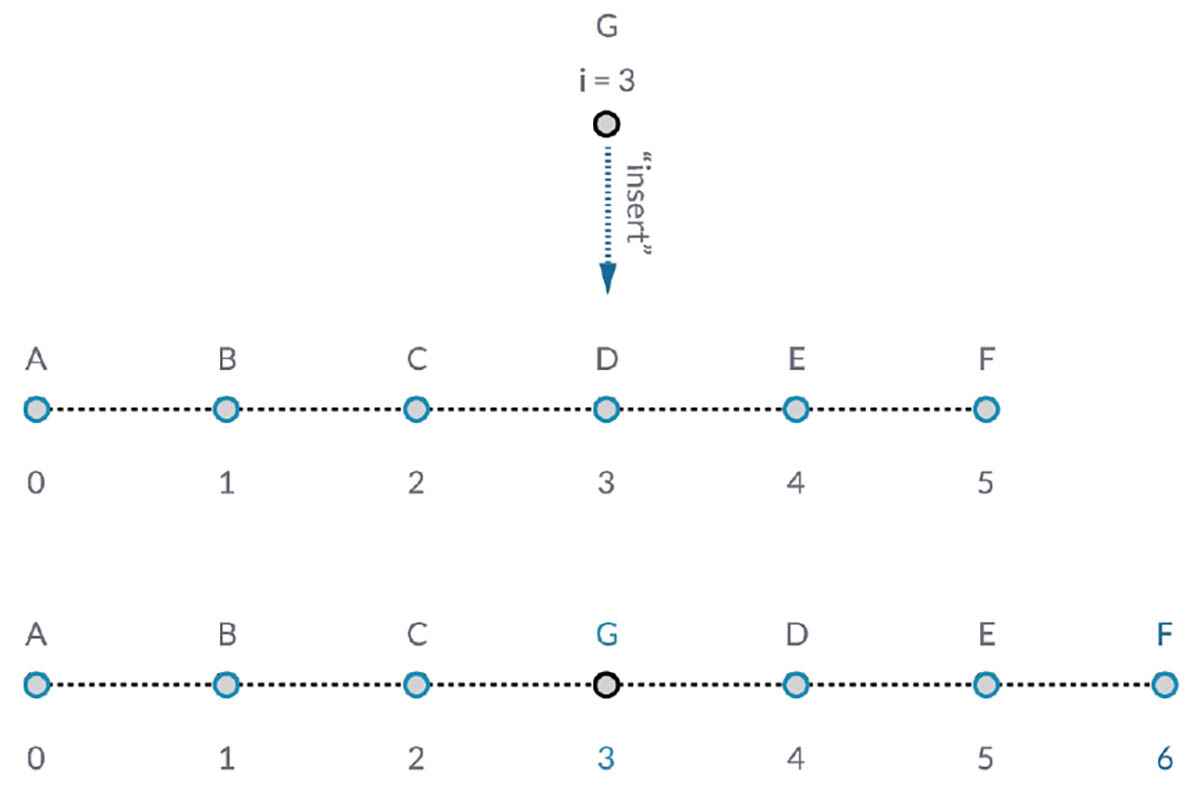 G
i = 3
“insert”
A B C D E F
0 1 2 3 4 5
A B C G D E F
0 1 2 3 4 5 6